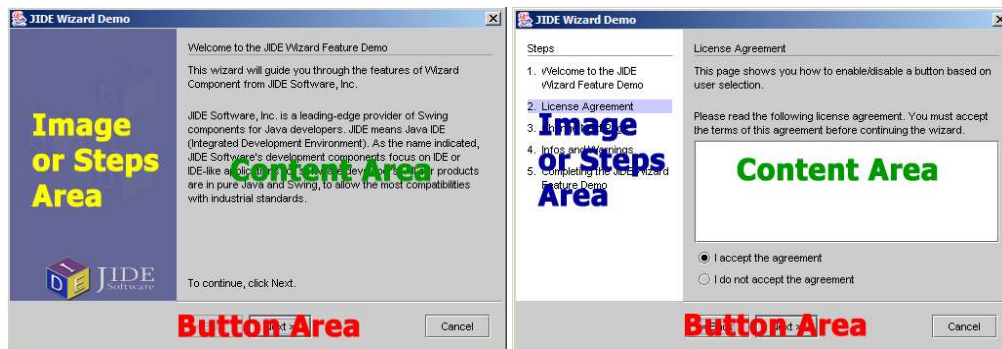 JIDE Wizard Demo
Welcome to the JIDE Wizard Feature Demo
This wizard will guide you through the features of Wizard
Component from JIDE Software, Inc.
JIDE Software, Inc. is a leading-edge provider of Swing
components for Java developers. JIDE means Java IDE
(Integrated Development Environment). As the name indicated,
JIDE Software's development components focus on IDE or
IDE-like products
are in pure Java and Swing, to allow the most compatibilities
with industrial standards.
To continue, click Next.
Image
or Steps
Area
Content Area
JIDE
Software
Button Area
Next >
Cancel
JIDE Wizard Demo
Steps
1. Welcome to the JIDE
Wizard Feature Demo
2. License Agreement
3.
4. Infos and Warnings
5. Completing the JIDE Wizard
Feature Demo
Image
or Steps
Area
License Agreement
This page shows you how to enable/disable a button based on
user selection.
Please read the following license agreement. You must accept
the terms of this agreement before continuing the wizard.
Content Area
I accept the agreement
I do not accept the agreement
Button Area
Cancel